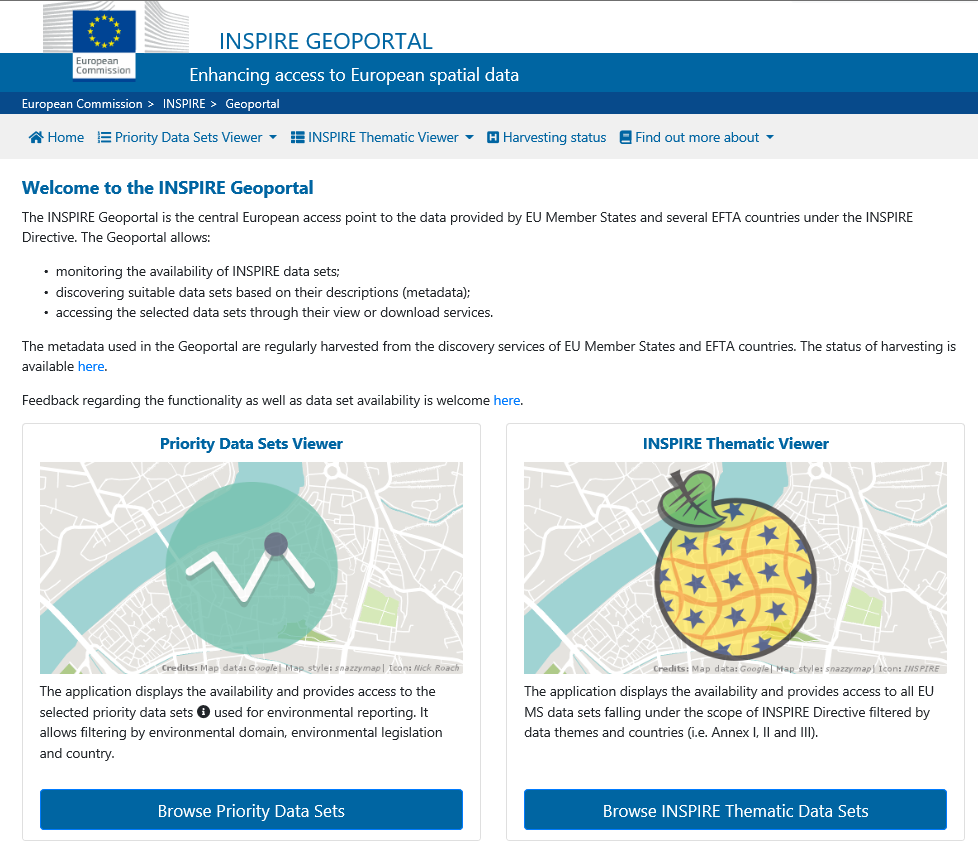 INSPIRE GEOPORTAL
European
Commission
Enhancing access to European spatial data
European Commission > INSPIRE > Geoportal
Home Priority Data Sets Viewer INSPIRE Thematic Viewer H Harvesting status Find out more about
Welcome to the INSPIRE Geoportal
The INSPIRE Geoportal is the central European access point to the data provided by EU Member States and several EFTA countries under the INSPIRE
Directive. The Geoportal allows:
• monitoring the availability of INSPIRE data sets;
• discovering suitable data sets based on their descriptions (metadata);
• accessing the selected data sets through their view or download services.
The metadata used in the Geoportal are regularly harvested from the discovery services of EU Member States and EFTA countries. The status of harvesting is
available here.
Feedback regarding the functionality as well as data set availability is welcome here.
Priority Data Sets Viewer
Credits: Map data: Google| Map style: snazzymap| Icon: Nick Roach
The application displays the availability and provides access to the
selected priority data sets i used for environmental reporting. It
allows filtering by environmental domain, environmental legislation
and country.
Browse Priority Data Sets
INSPIRE Thematic Viewer
Credits: Map data: Google| Map style: snazzymap| Icon: INSPIRE
The application displays the availability and provides access to all EU
MS data sets falling under the scope of INSPIRE Directive filtered by
data themes and countries (i.e. Annex I, II and III).
Browse INSPIRE Thematic Data Sets